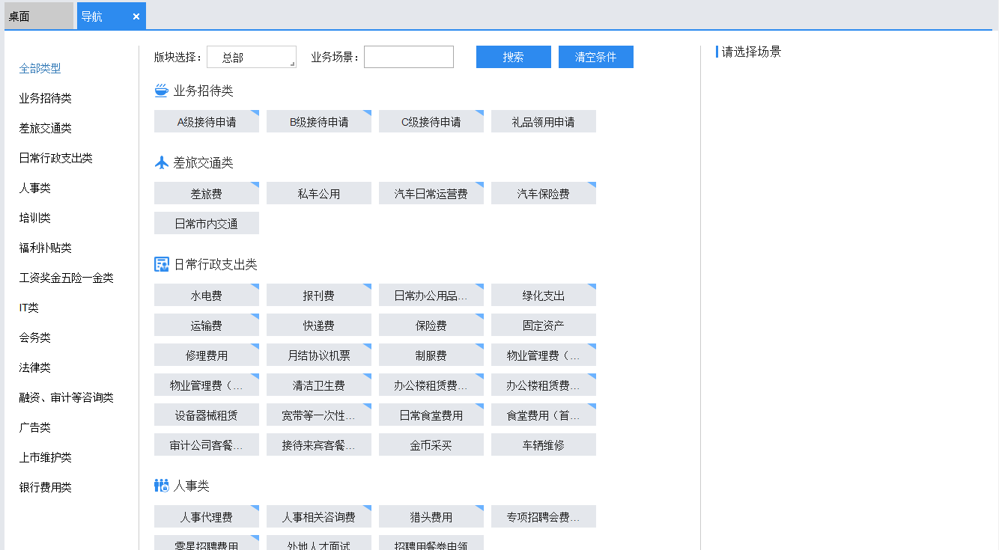 桌面
导航 ×
全部类型
业务招待类
差旅交通类
日常行政支出类
人事类
培训类
福利补贴类
工资奖金五险一金类
IT类
会务类
法律类
融资、审计等咨询类
广告类
上市维护类
银行费用类
版块选择： 总部 业务场景： 搜索 清空条件
业务招待类
A级接待申请 B级接待申请 C级接待申请 礼品领用申请
差旅交通类
差旅费 私车公用 汽车日常运营费 汽车保险费
日常市内交通
日常行政支出类
水电费 报刊费 日常办公用品... 绿化支出
运输费 快递费 保险费 固定资产
修理费用 月结协议机票 制服费 物业管理费（...
物业管理费（... 清洁卫生费 办公楼租赁费... 办公楼租赁费...
设备器械租赁 宽带等一次性... 日常食堂费用 食堂费用（首...
审计公司客餐... 接待来宾客餐... 金币采买 车辆维修
人事类
人事代理费 人事相关咨询费 猎头费用 专项招聘会费...
零星招聘费用 外地人才面试 招聘用餐券申领
请选择场景